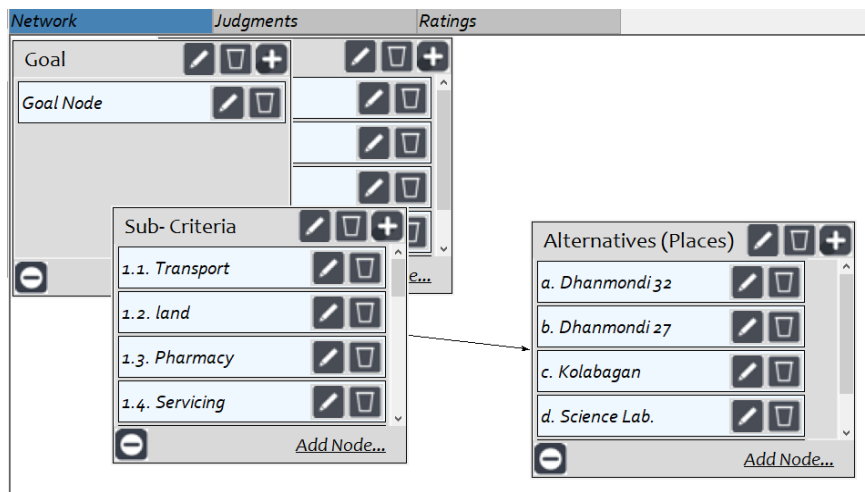 Network Judgments Ratings
Goal
Goal Node
Sub- Criteria
1.1. Transport
1.2. land
1.3. Pharmacy
1.4. Servicing
Add Node...
e...
Alternatives (Places)
a. Dhanmondi 32
b. Dhanmondi 27
c. Kolabagan
d. Science Lab.
Add Node...